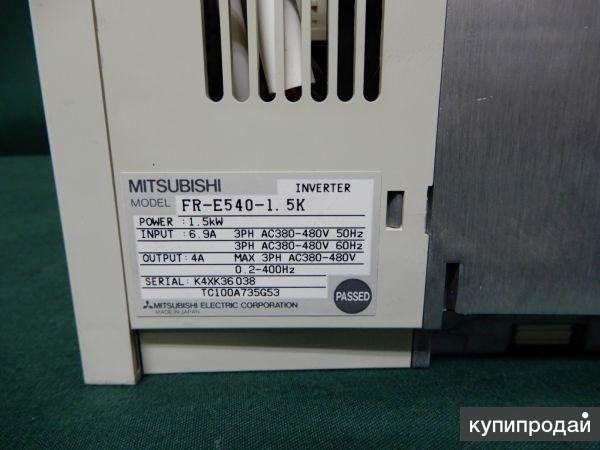 MITSUBISHI INVERTER
MODEL FR-E540-1.5K
POWER :1.5kW
INPUT :6.9A 3PH AC380-480V 50Hz
3PH AC380-480V 60Hz
OUTPUT:4A MAX 3PH AC380-480V
0.2-400Hz
SERIAL: K4XK36038
TC100A735G53
PASSED
MITSUBISHI ELECTRIC CORPORATION
MADE IN JAPAN
купипродай